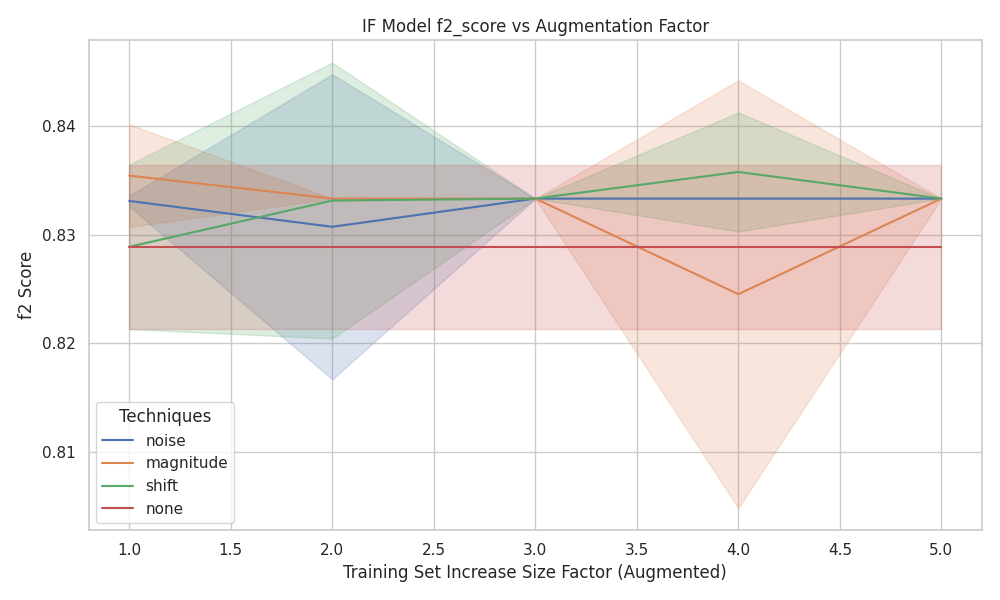 IF Model f2_score vs Augmentation Factor
0.84
0.83
0.82
0.81
f2 Score
Techniques
noise
magnitude
shift
none
1.0 1.5 2.0 2.5 3.0 3.5 4.0 4.5 5.0
Training Set Increase Size Factor (Augmented)